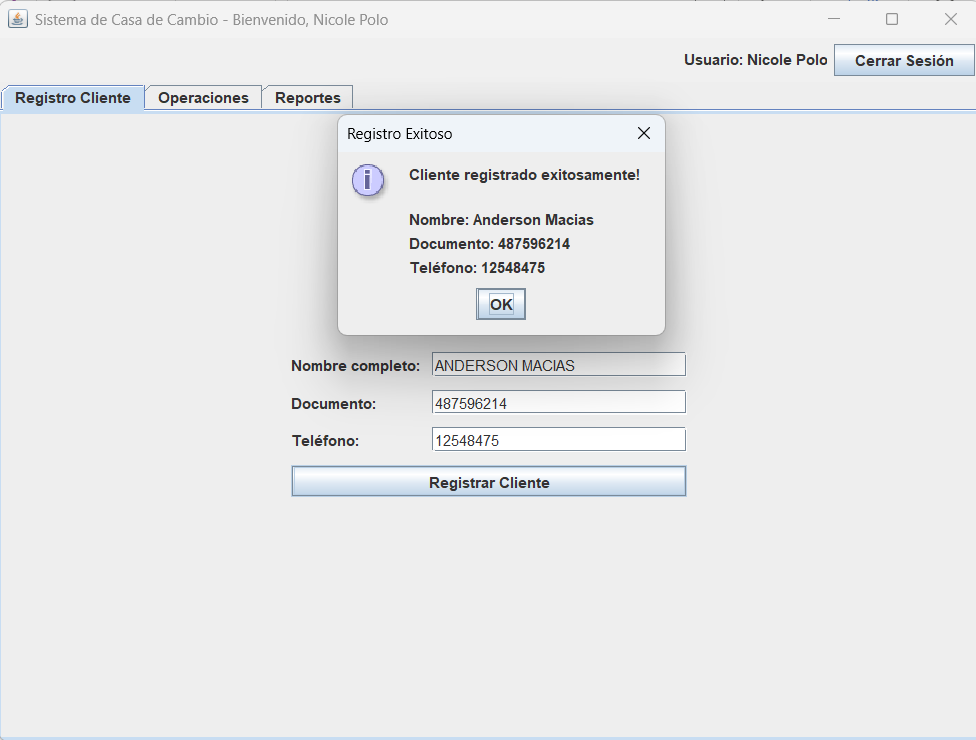 Sistema de Casa de Cambio - Bienvenido, Nicole Polo
Usuario: Nicole Polo
Cerrar Sesión
Registro Cliente
Operaciones
Reportes
Registro Exitoso
i
Cliente registrado exitosamente!
Nombre: Anderson Macias
Documento: 487596214
Teléfono: 12548475
OK
Nombre completo: ANDERSON MACIAS
Documento: 487596214
Teléfono: 12548475
Registrar Cliente